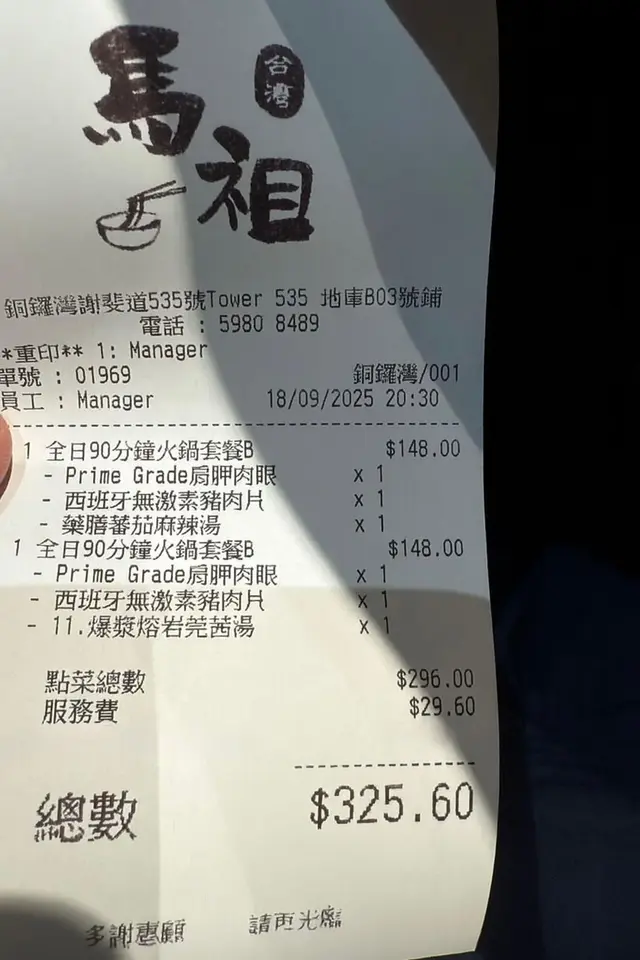 馬祖
台灣
銅鑼灣謝斐道535號Tower 535 地庫B03號鋪
電話 : 5980 8489
*重印** 1: Manager
單號 : 01969 銅鑼灣/001
員工 : Manager 18/09/2025 20:30
1 全日90分鐘火鍋套餐B $148.00
- Prime Grade肩胛肉眼 x 1
- 西班牙無激素豬肉片 x 1
- 藥膳蕃茄麻辣湯 x 1
1 全日90分鐘火鍋套餐B $148.00
- Prime Grade肩胛肉眼 x 1
- 西班牙無激素豬肉片 x 1
- 11.爆漿熔岩芫茜湯 x 1
點菜總數 $296.00
服務費 $29.60
總數 $325.60
多謝惠顧 請再光臨